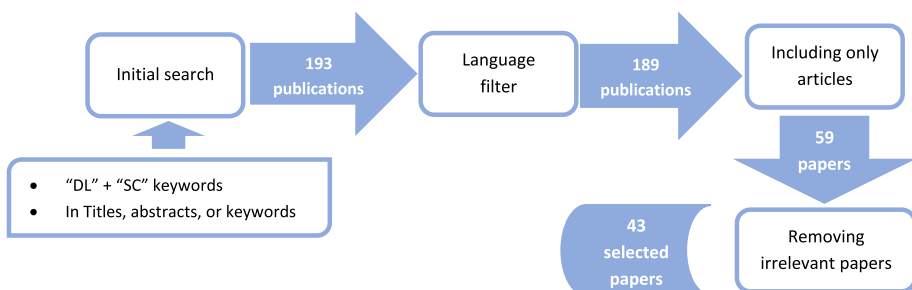 Initial search
193
publications
Language
filter
189
publications
Including only
articles
59
papers
• “DL” + “SC” keywords
• In Titles, abstracts, or keywords
Removing
irrelevant papers
43
selected
papers